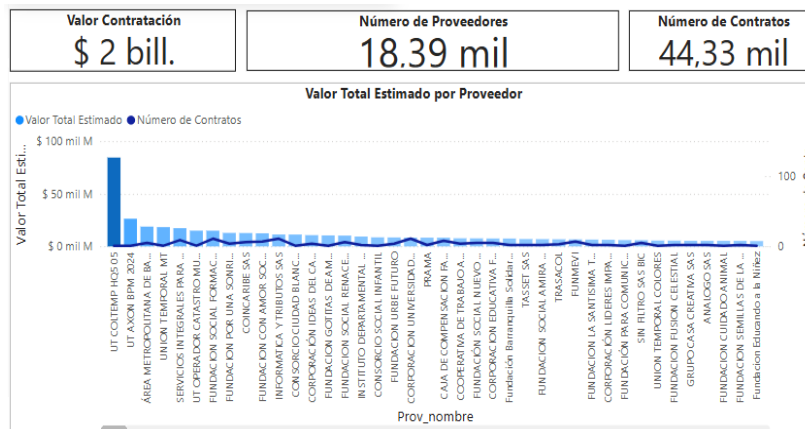 Valor Contratación
$ 2 bill.
Número de Proveedores
18,39 mil
Número de Contratos
44,33 mil
Valor Total Estimado por Proveedor
Valor Total Estimado
Número de Contratos
Valor Total Esti...
$ 100 mil M
$ 50 mil M
$ 0 mil M
100
0
UT COLTEMP HQS 05
UT AXON BPM 2024
ÁREA METROPOLITANA DE BA...
UNION TEMPORAL MT
SERVICIOS INTEGRALES PARA ...
UT OPERADOR CATASTRO MU...
FUNDACION SOCIAL FORMAC...
FUNDACION POR UNA SONRI...
COINCARIBE SAS
FUNDACION CON AMOR SOC...
INFORMATICA Y TRIBUTOS SAS
CONSORCIO CIUDAD BLANC...
CORPORACIÓN IDEAS DEL CA...
FUNDACION GOTITAS DE AM...
FUNDACION SOCIAL RENACE...
INSTITUTO DEPARTAMENTAL ...
CONSORCIO SOCIAL INFANTIL
FUNDACION URBE FUTURO
CORPORACION UNIVERSIDAD...
PRAMA
CAJA DE COMPENSACION FA...
COOPERATIVA DE TRABAJO A...
FUNDACIÓN SOCIAL NUEVO ...
CORPORACION EDUCATIVA F...
Fundación Barranquilla Solidar...
TASSET SAS
FUNDACION SOCIAL AMIRA ...
TRASACOL
FUNMEVI
FUNDACION LA SANTISIMA T...
CORPORACIÓN LIDERES IMPA...
FUNDACIÓN PARA COMUNIC...
SIN FILTRO SAS BIC
UNION TEMPORAL COLORES
FUNDACION FUSION CELESTIAL
GRUPO CASA CREATIVA SAS
ANALOGO SAS
FUNDACION CUIDADO ANIMAL
FUNDACION SEMILLAS DE LA ...
Fundacion Educando a la Niñez
Prov_nombre